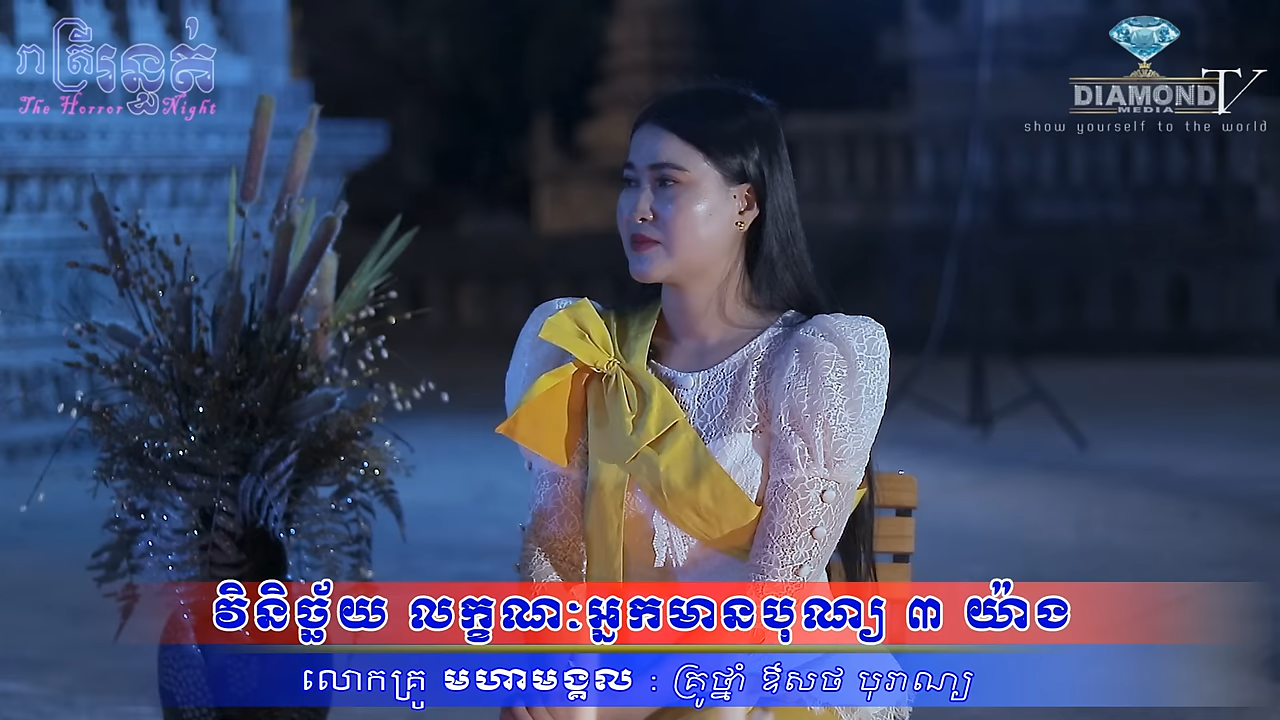 រាត្រីរន្ធត់
The Horror Night
DIAMOND TV
MEDIA
show yourself to the world
វិនិច្ឆ័យ លក្ខណៈអ្នកមានបុណ្យ ៣ យ៉ាង
លោកគ្រូ មហាមង្គល : គ្រូថ្នាំ ឱសថ បុរាណ្យ